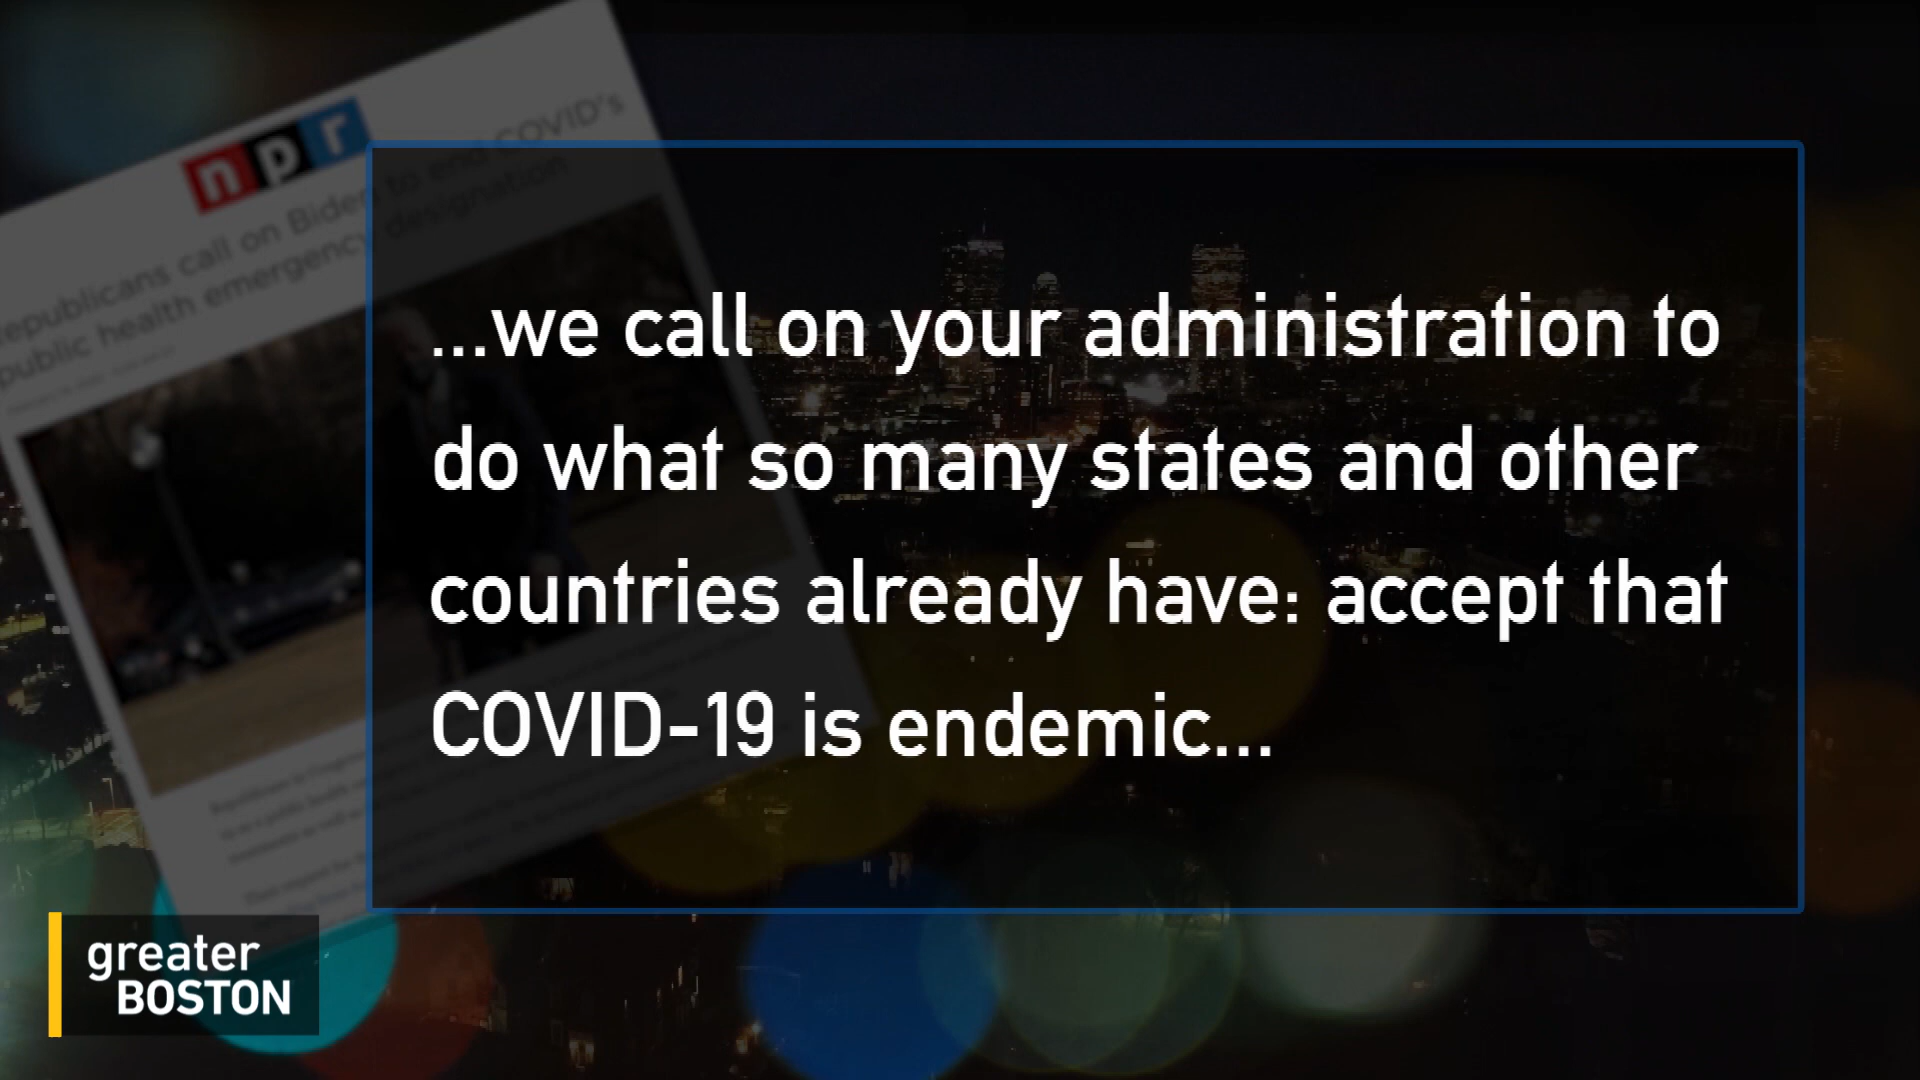 npr
republicans call on Biden to end COVID's
public health emergency designation
...we call on your administration to
do what so many states and other
countries already have: accept that
COVID-19 is endemic...
greater
BOSTON